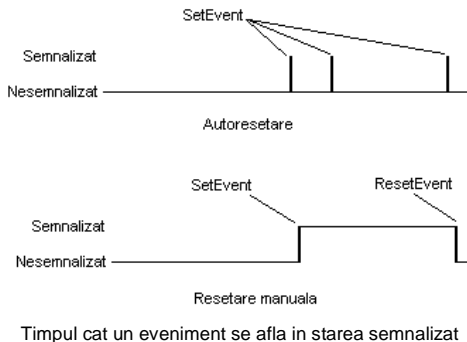 SetEvent
Semnalizat
Nesemnalizat
Autoresetare
SetEvent
ResetEvent
Semnalizat
Nesemnalizat
Resetare manuala
Timpul cat un eveniment se afla in starea semnalizat